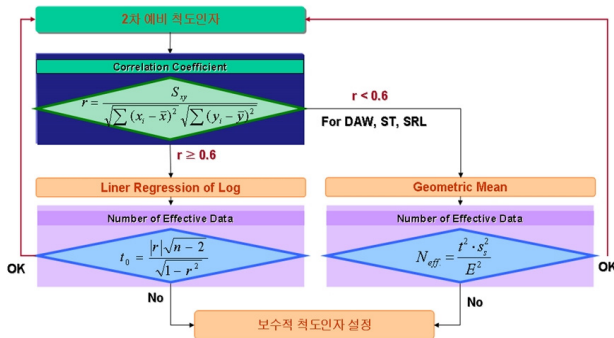 2차 예비 척도인자
Correlation Coefficient
r = S_xy / √∑(x_i − x̄)² √∑(y_i − ȳ)²
r < 0.6
For DAW, ST, SRL
r ≥ 0.6
Liner Regression of Log
Geometric Mean
Number of Effective Data
Number of Effective Data
t_0 = |r|√n − 2 / √1 − r²
N_eff. = t² · s_s² / E²
OK
OK
No
No
보수적 척도인자 설정